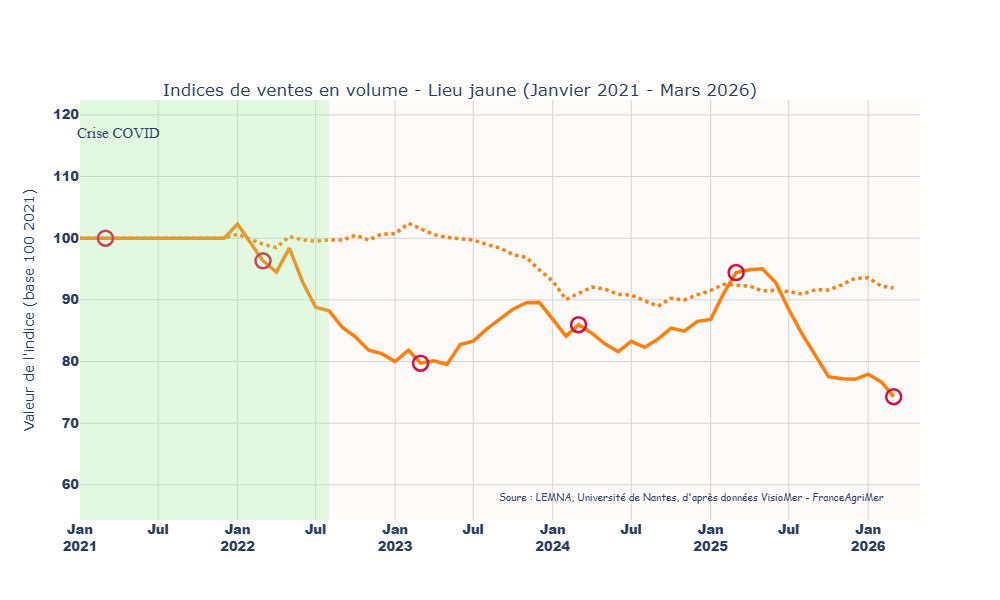 Indices de ventes en volume - Lieu jaune (Janvier 2021 - Mars 2026)
120
Crise COVID
110
100
90
80
70
60
Valeur de l'indice (base 100 2021)
Soure : LEMNA, Université de Nantes, d'après données VisioMer - FranceAgriMer
Jan Jul Jan Jul Jan Jul Jan Jul Jan Jul Jan
2021 2022 2023 2024 2025 2026